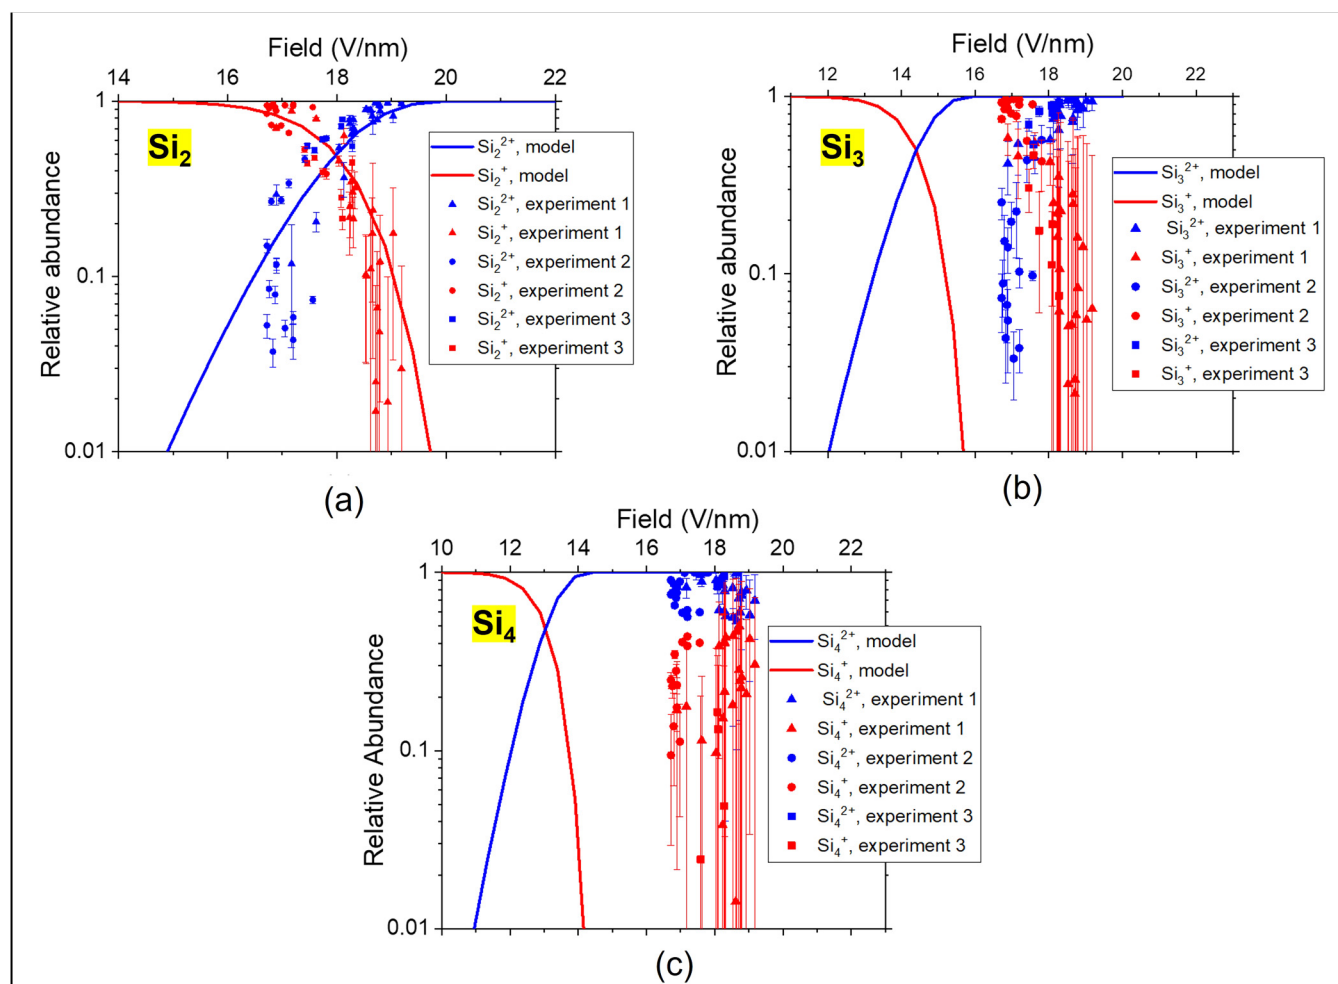 Field (V/nm)
14 16 18 20 22
1
0.1
0.01
Relative abundance
Si₂
Si₂²⁺, model
Si₂⁺, model
Si₂²⁺, experiment 1
Si₂⁺, experiment 1
Si₂²⁺, experiment 2
Si₂⁺, experiment 2
Si₂²⁺, experiment 3
Si₂⁺, experiment 3
(a)
Field (V/nm)
12 14 16 18 20 22
1
0.1
0.01
Relative abundance
Si₃
Si₃²⁺, model
Si₃⁺, model
Si₃²⁺, experiment 1
Si₃⁺, experiment 1
Si₃²⁺, experiment 2
Si₃⁺, experiment 2
Si₃²⁺, experiment 3
Si₃⁺, experiment 3
(b)
Field (V/nm)
10 12 14 16 18 20 22
1
0.1
0.01
Relative Abundance
Si₄
Si₄²⁺, model
Si₄⁺, model
Si₄²⁺, experiment 1
Si₄⁺, experiment 1
Si₄²⁺, experiment 2
Si₄⁺, experiment 2
Si₄²⁺, experiment 3
Si₄⁺, experiment 3
(c)